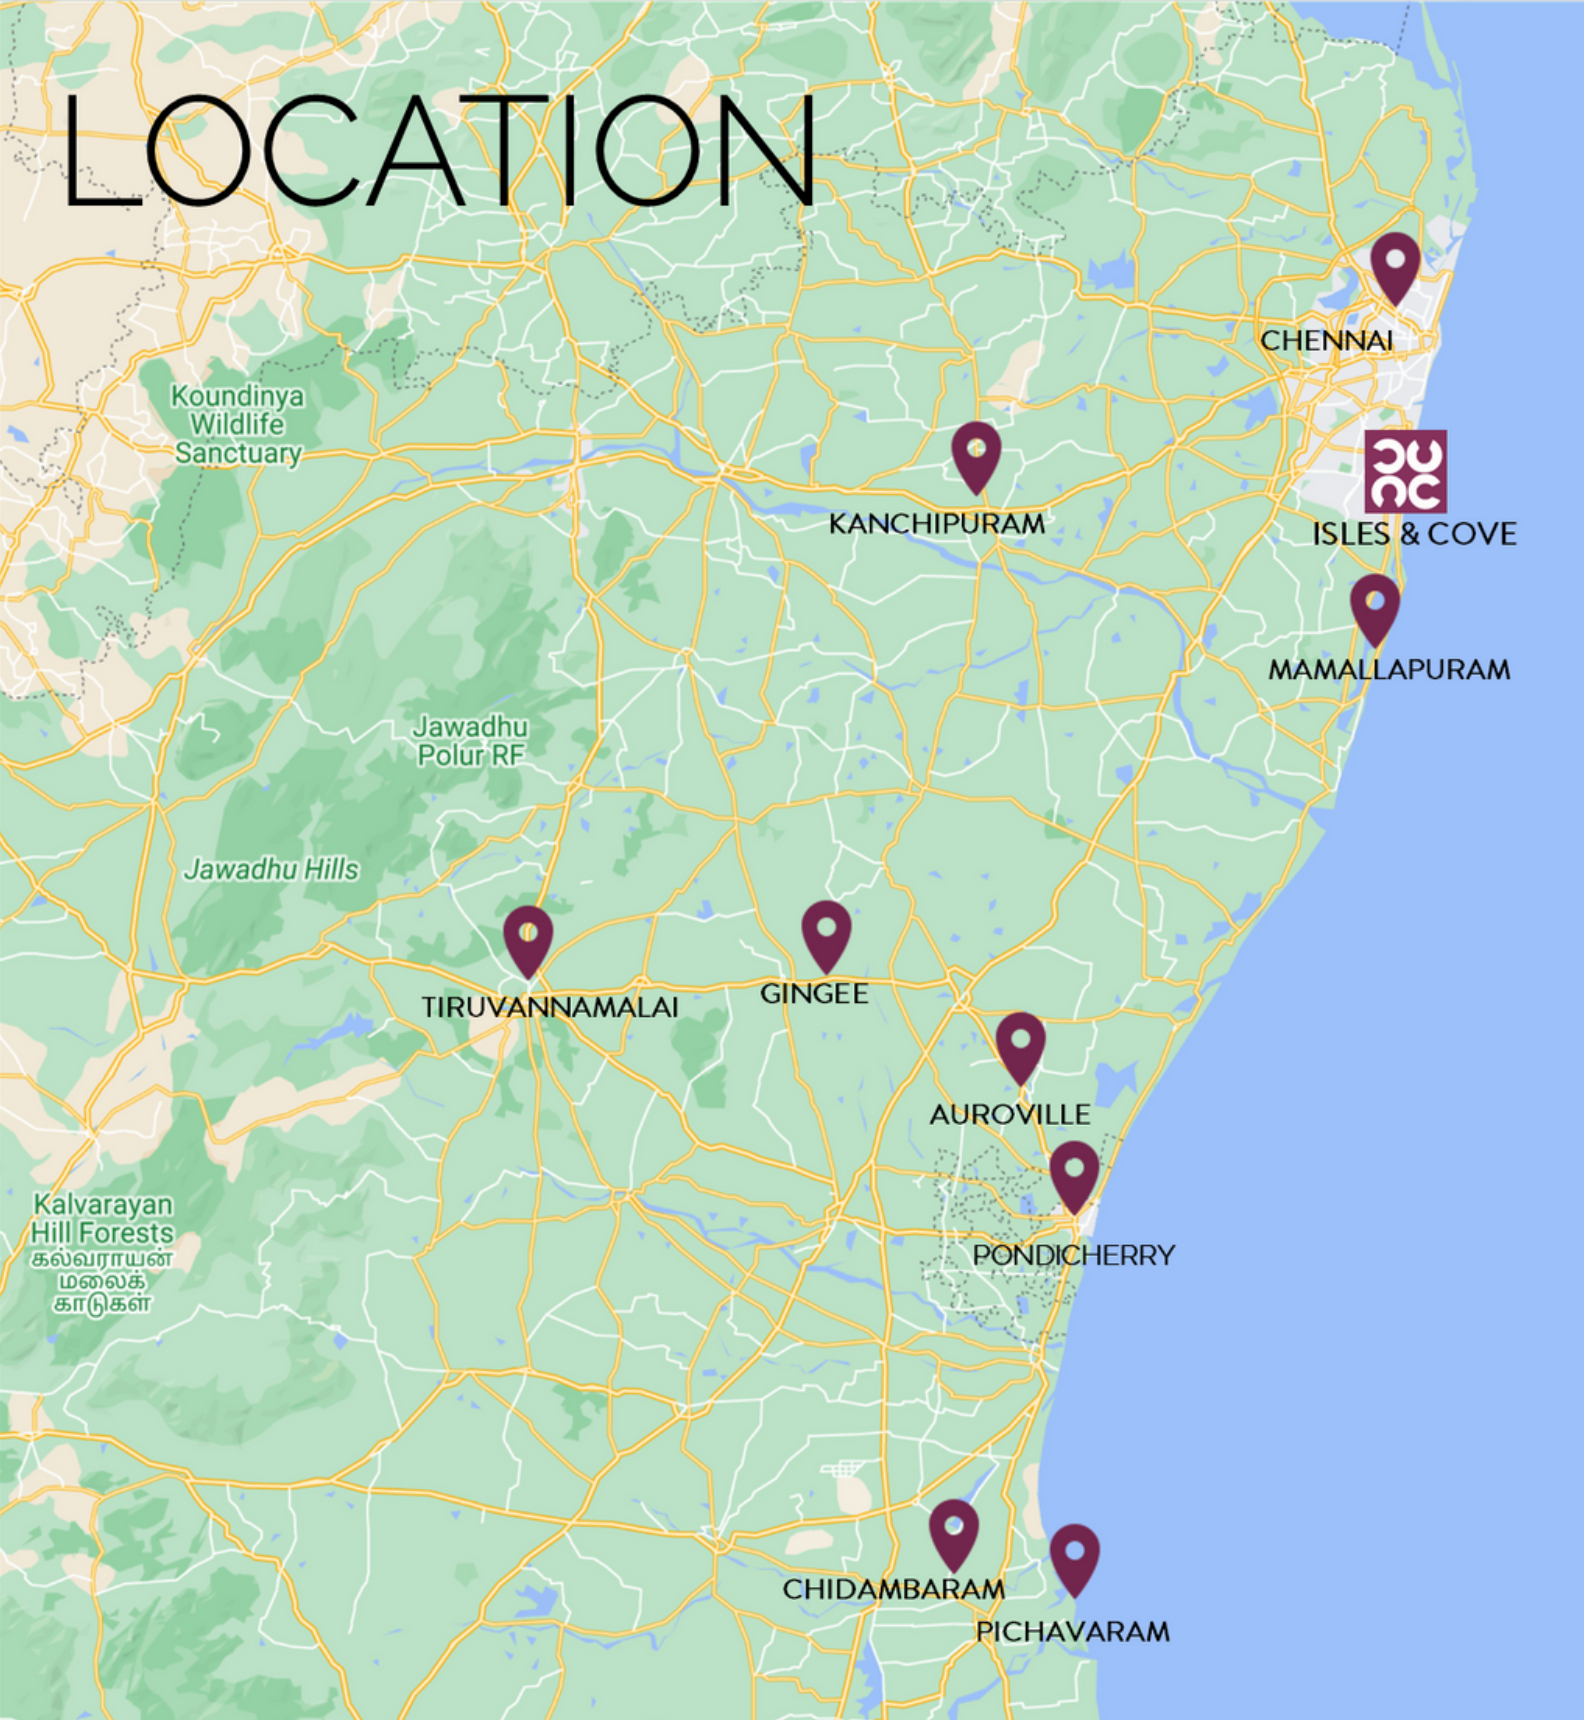 LOCATION
CHENNAI
Koundinya
Wildlife
Sanctuary
KANCHIPURAM
ISLES & COVE
MAMALLAPURAM
Jawadhu
Polur RF
Jawadhu Hills
TIRUVANNAMALAI
GINGEE
AUROVILLE
Kalvarayan
Hill Forests
கல்வராயன்
மலைக்
காடுகள்
PONDICHERRY
CHIDAMBARAM
PICHAVARAM